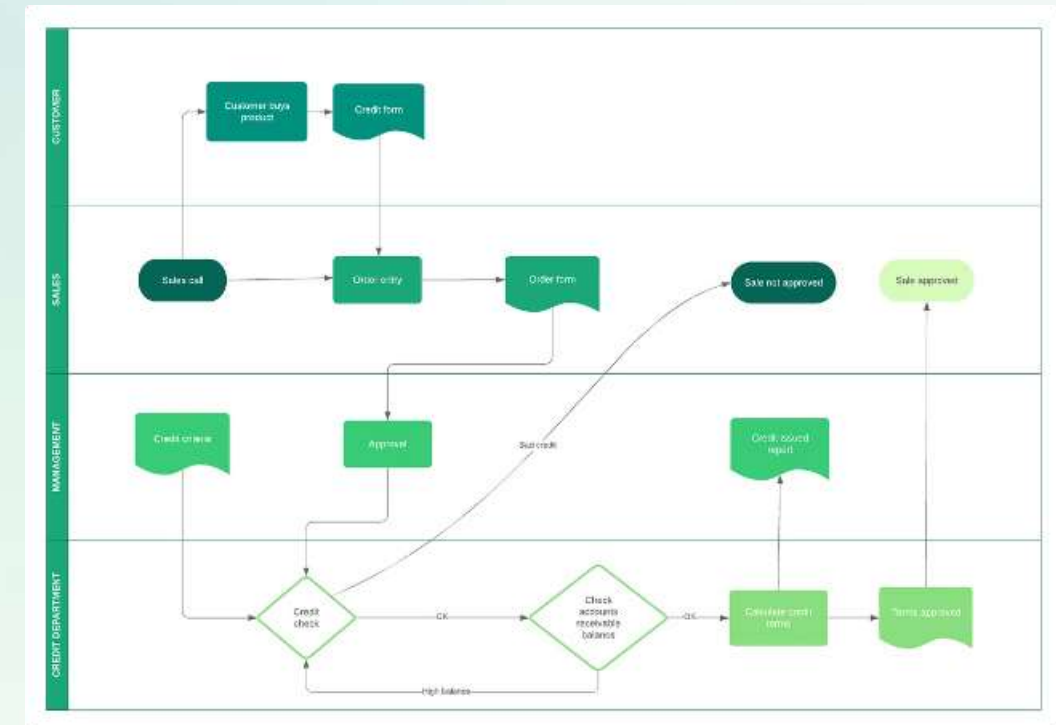 CUSTOMER
Customer buys
product
Credit form
SALES
Sales call
Order entry
Order form
Sale not approved
Sale approved
MANAGEMENT
Credit criteria
Approval
Bad credit
Credit issued
report
CREDIT DEPARTMENT
Credit
check
OK
Check
accounts
receivable
balance
OK
Calculate credit
terms
Terms approved
High balance